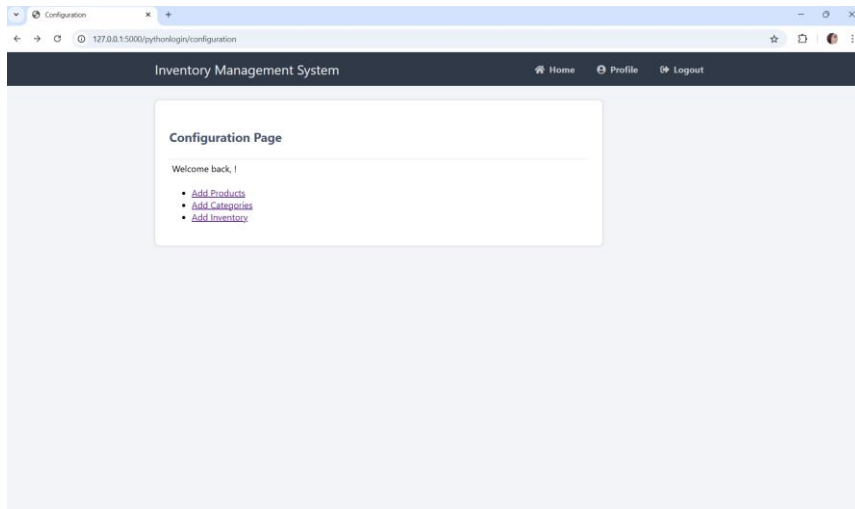 Configuration
127.0.0.1:5000/pythonlogin/configuration
Inventory Management System
Home
Profile
Logout
Configuration Page
Welcome back, !
Add Products
Add Categories
Add Inventory